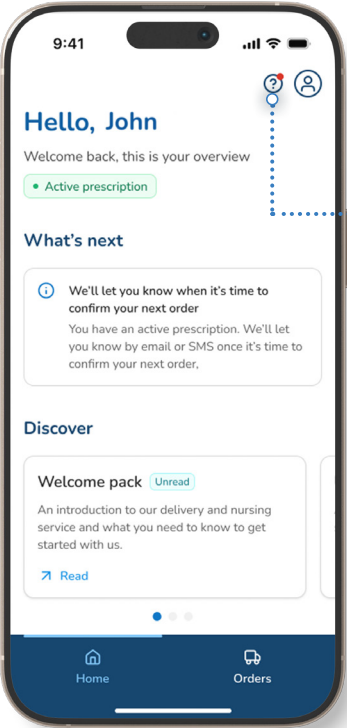 9:41
?
Hello, John
Welcome back, this is your overview
Active prescription
What's next
We'll let you know when it's time to
confirm your next order
You have an active prescription. We'll let
you know by email or SMS once it's time to
confirm your next order,
Discover
Welcome pack Unread
An introduction to our delivery and nursing
service and what you need to know to get
started with us.
Read
Home Orders